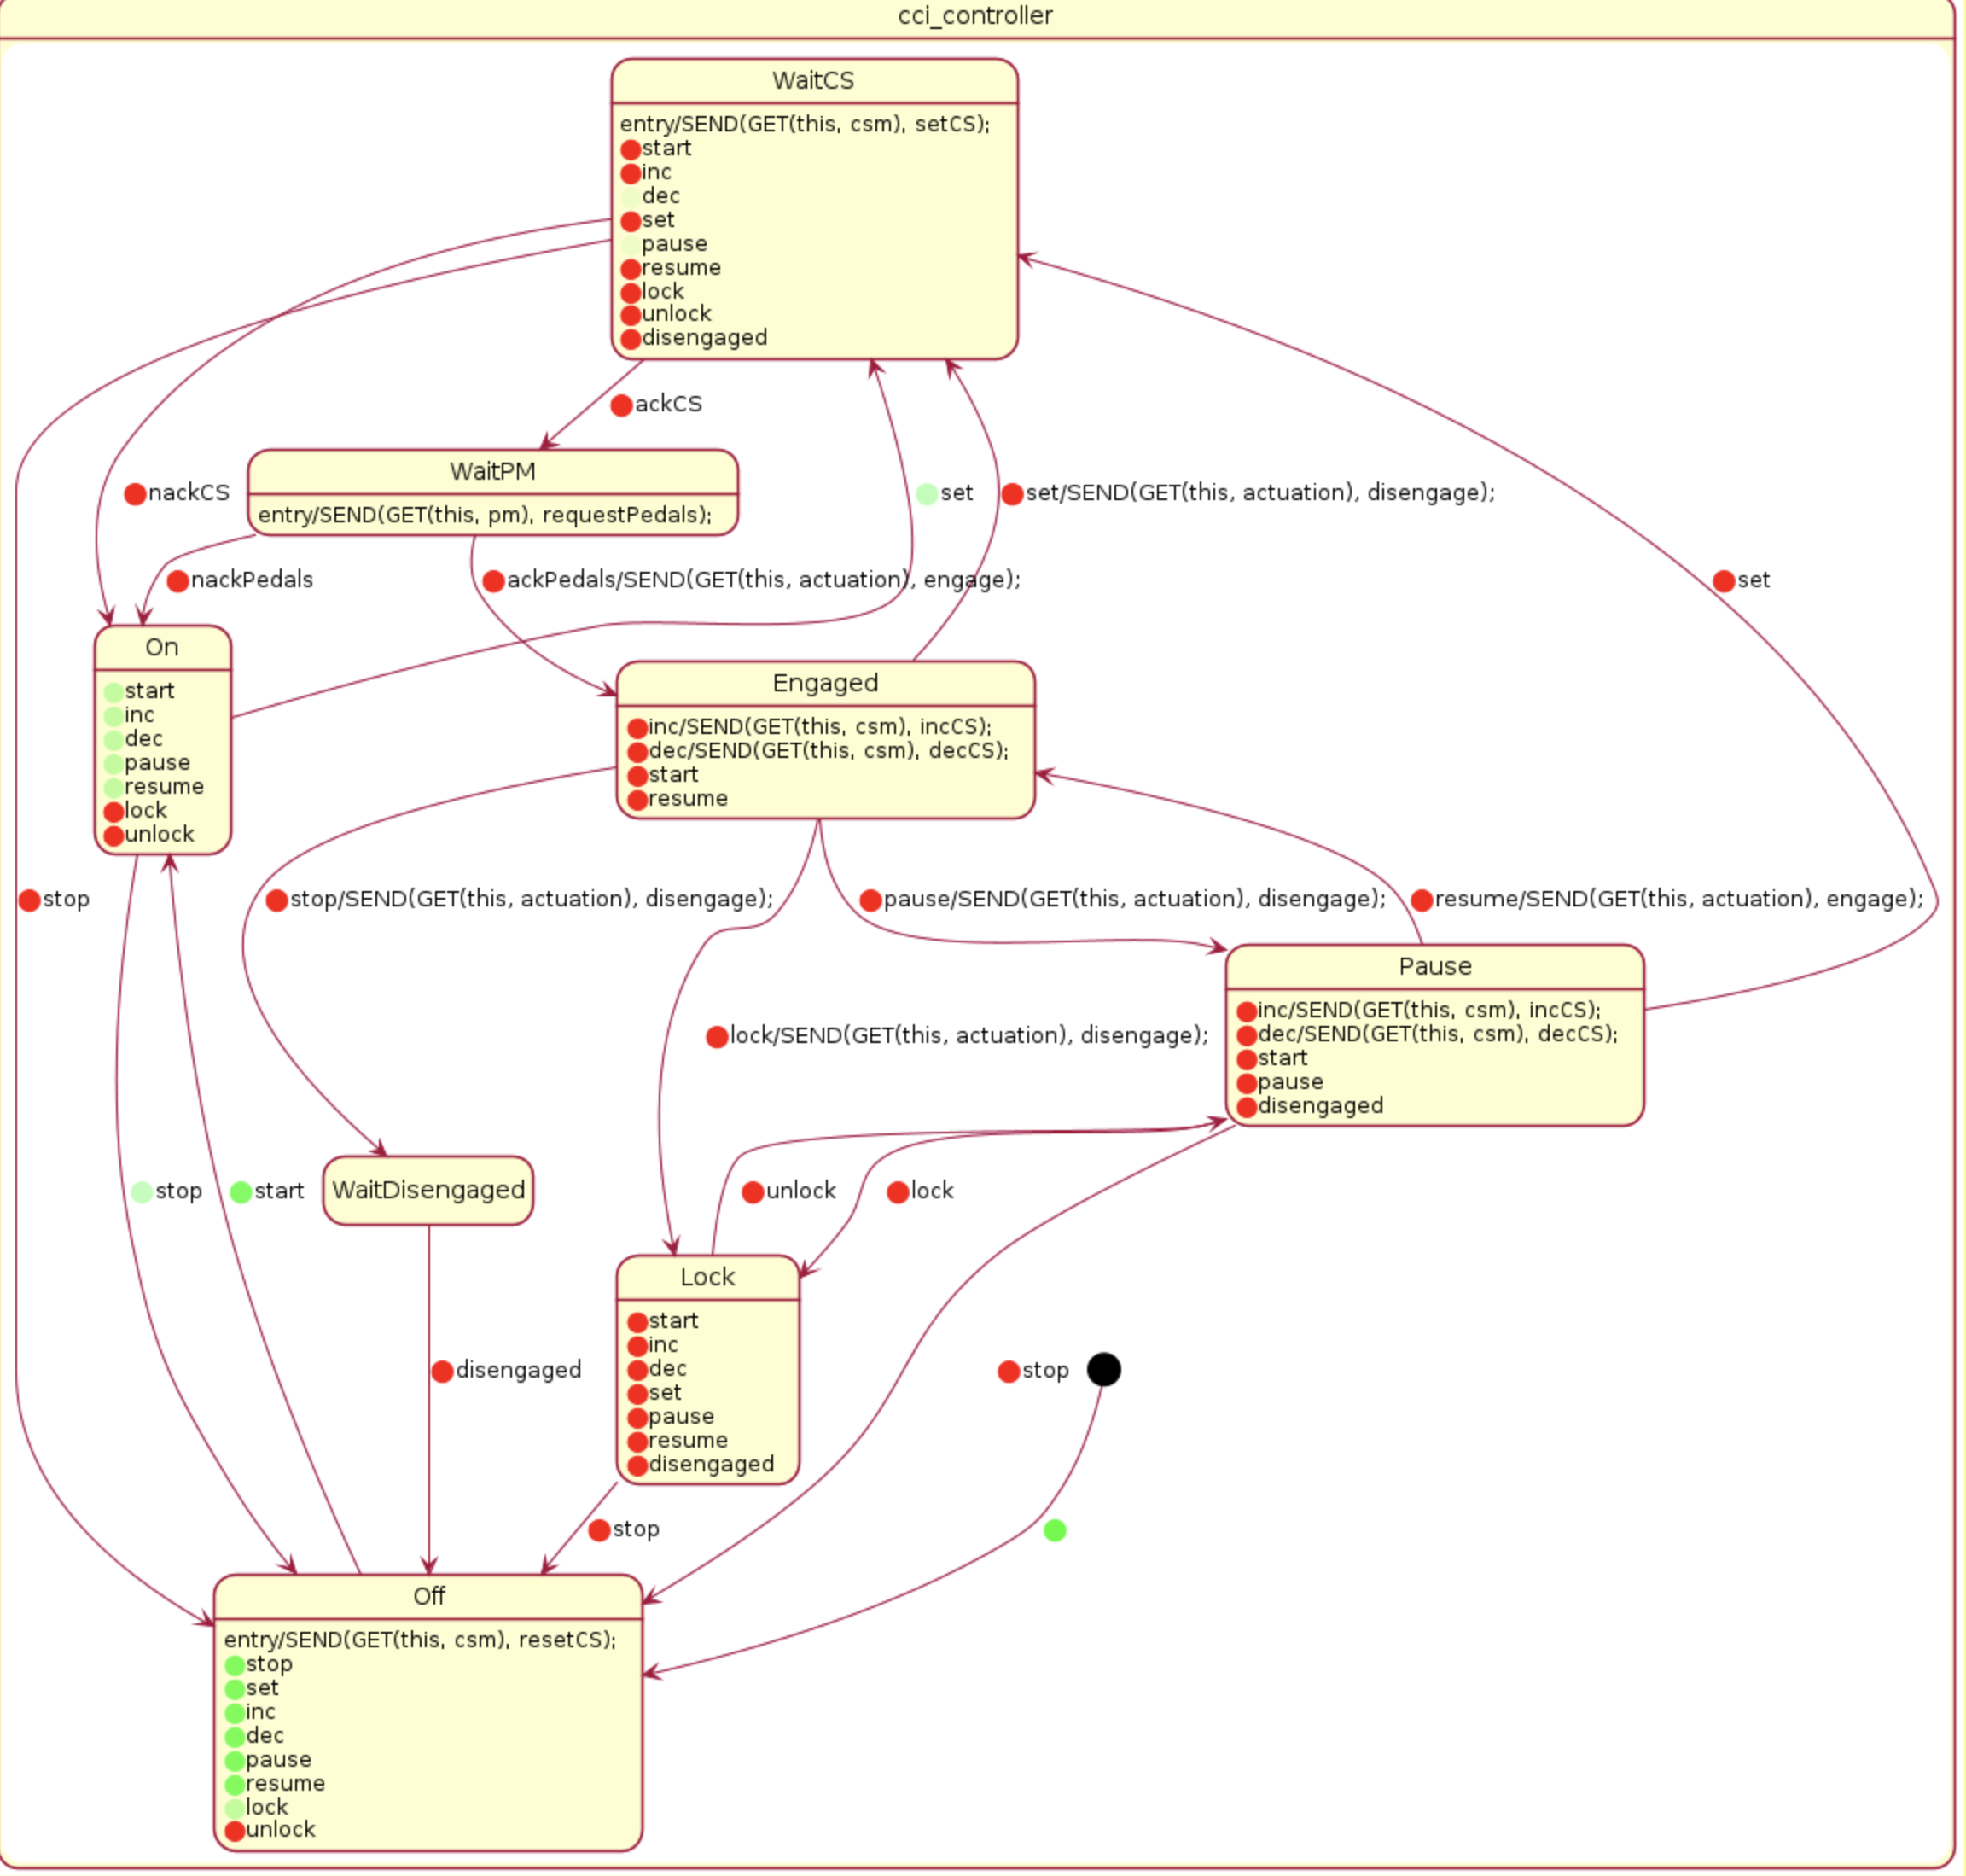 cci_controller
WaitCS
entry/SEND(GET(this, csm), setCS);
start
inc
dec
set
pause
resume
lock
unlock
disengaged
ackCS
WaitPM
entry/SEND(GET(this, pm), requestPedals);
nackCS
set
set/SEND(GET(this, actuation), disengage);
nackPedals
ackPedals/SEND(GET(this, actuation), engage);
set
On
start
inc
dec
pause
resume
lock
unlock
Engaged
inc/SEND(GET(this, csm), incCS);
dec/SEND(GET(this, csm), decCS);
start
resume
stop
stop/SEND(GET(this, actuation), disengage);
pause/SEND(GET(this, actuation), disengage);
resume/SEND(GET(this, actuation), engage);
Pause
inc/SEND(GET(this, csm), incCS);
dec/SEND(GET(this, csm), decCS);
start
pause
disengaged
lock/SEND(GET(this, actuation), disengage);
stop
start
WaitDisengaged
unlock
lock
Lock
start
inc
dec
set
pause
resume
disengaged
disengaged
stop
stop
Off
entry/SEND(GET(this, csm), resetCS);
stop
set
inc
dec
pause
resume
lock
unlock